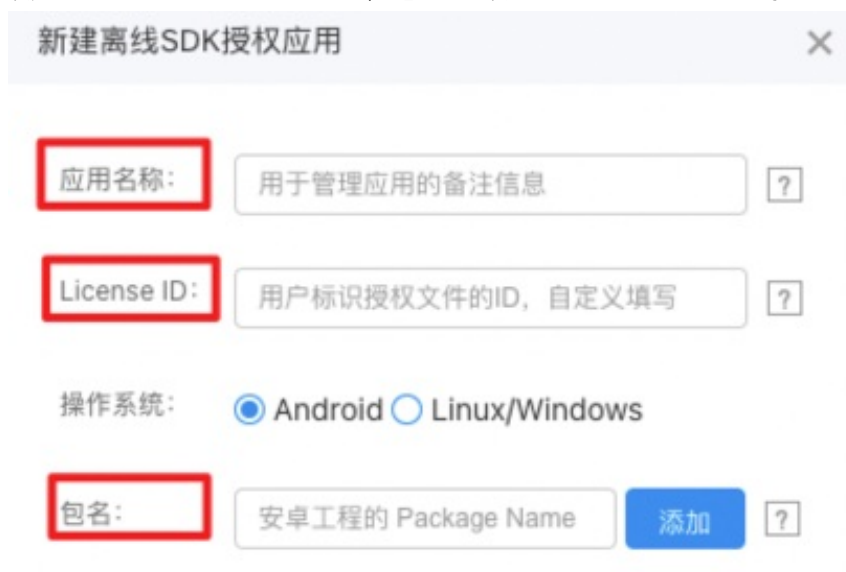 新建离线SDK授权应用
应用名称:
用于管理应用的备注信息
?
License ID:
用户标识授权文件的ID，自定义填写
?
操作系统:
Android
Linux/Windows
包名:
安卓工程的 Package Name
添加
?